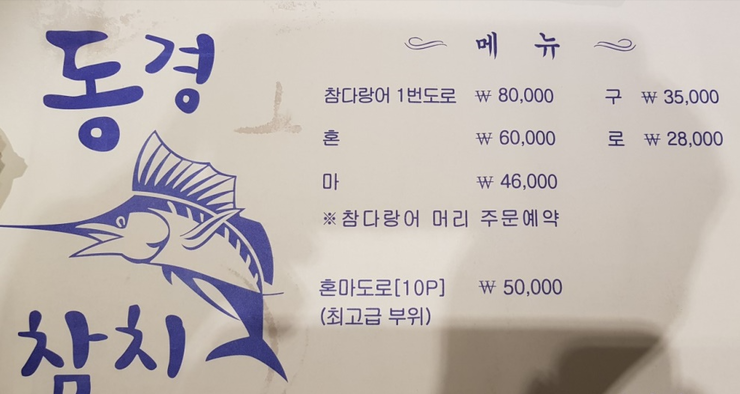 동경
참치
메 뉴
참다랑어 1번도로 ₩ 80,000
혼 ₩ 60,000
마 ₩ 46,000
구 ₩ 35,000
로 ₩ 28,000
※참다랑어 머리 주문예약
혼마도로[10P] ₩ 50,000
(최고급 부위)